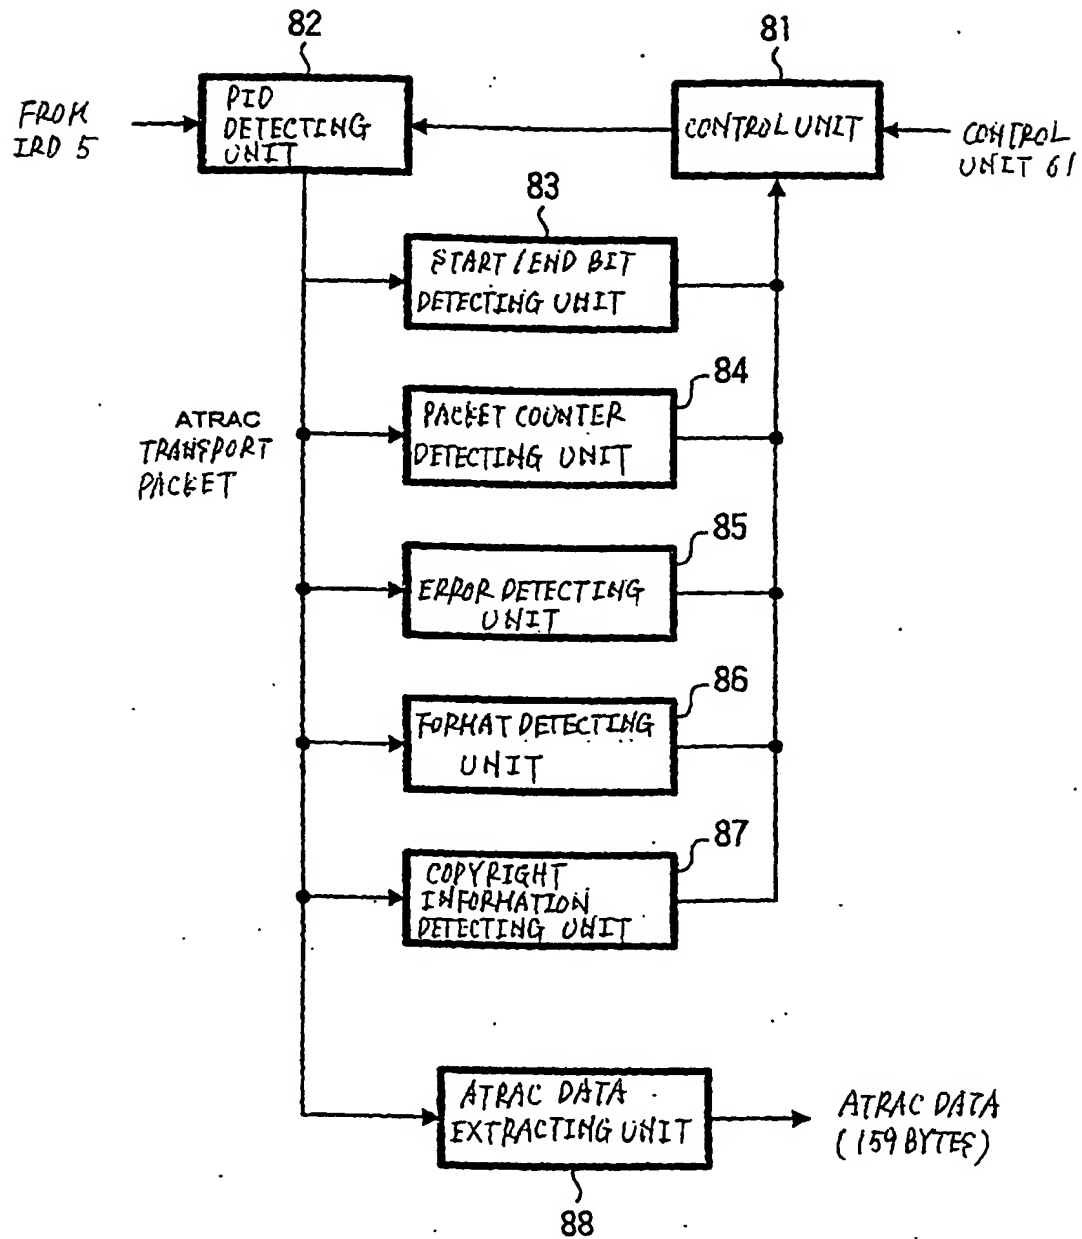 82
81
FROM
IRD 5
PID
DETECTING
UNIT
CONTROL UNIT
CONTROL
UNIT 61
83
START/END BIT
DETECTING UNIT
84
PACKET COUNTER
DETECTING UNIT
ATRAC
TRANSPORT
PACKET
85
ERROR DETECTING
UNIT
86
FORMAT DETECTING
UNIT
87
COPYRIGHT
INFORMATION
DETECTING UNIT
ATRAC DATA
EXTRACTING UNIT
ATRAC DATA
(159 BYTES)
88